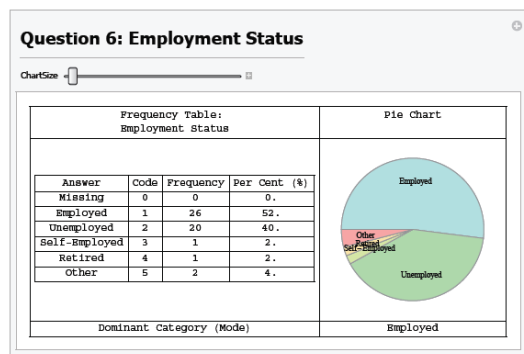 Question 6: Employment Status
ChartSize
Frequency Table:
Employment Status
Pie Chart
Answer Code Frequency Per Cent (%)
Missing 0 0 0.
Employed 1 26 52.
Unemployed 2 20 40.
Self-Employed 3 1 2.
Retired 4 1 2.
Other 5 2 4.
Employed
Other
Retired
Self-Employed
Unemployed
Dominant Category (Mode) Employed